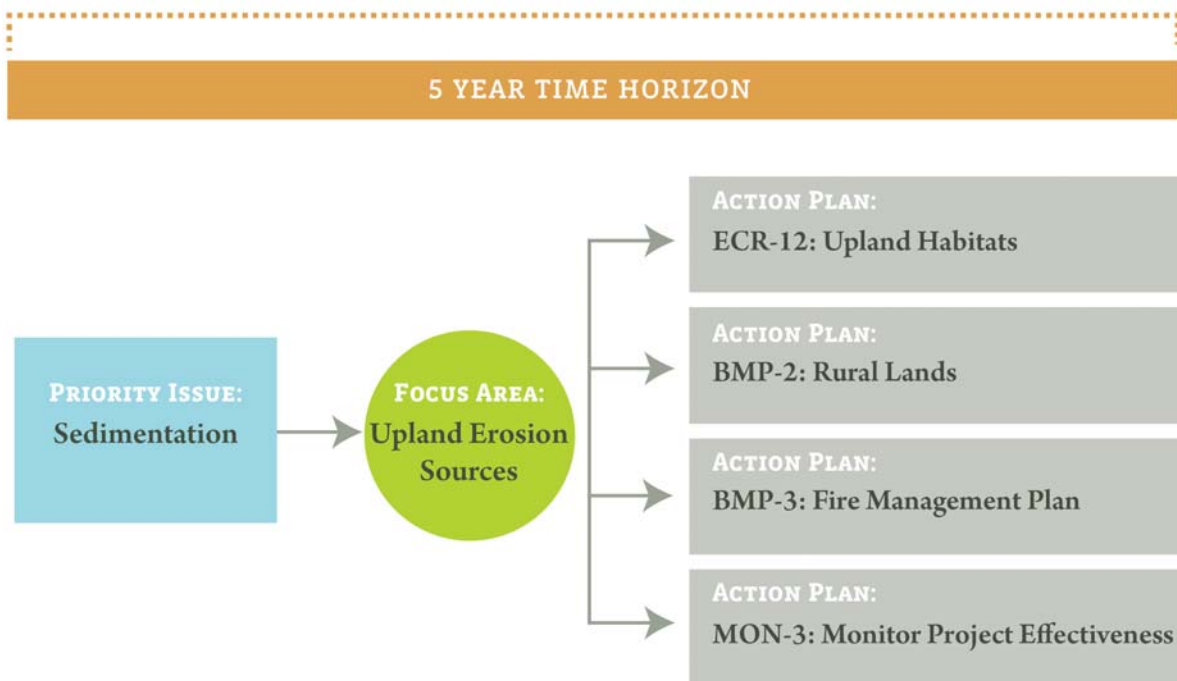 5 YEAR TIME HORIZON
PRIORITY ISSUE:
Sedimentation
FOCUS AREA:
Upland Erosion
Sources
ACTION PLAN:
ECR-12: Upland Habitats
ACTION PLAN:
BMP-2: Rural Lands
ACTION PLAN:
BMP-3: Fire Management Plan
ACTION PLAN:
MON-3: Monitor Project Effectiveness